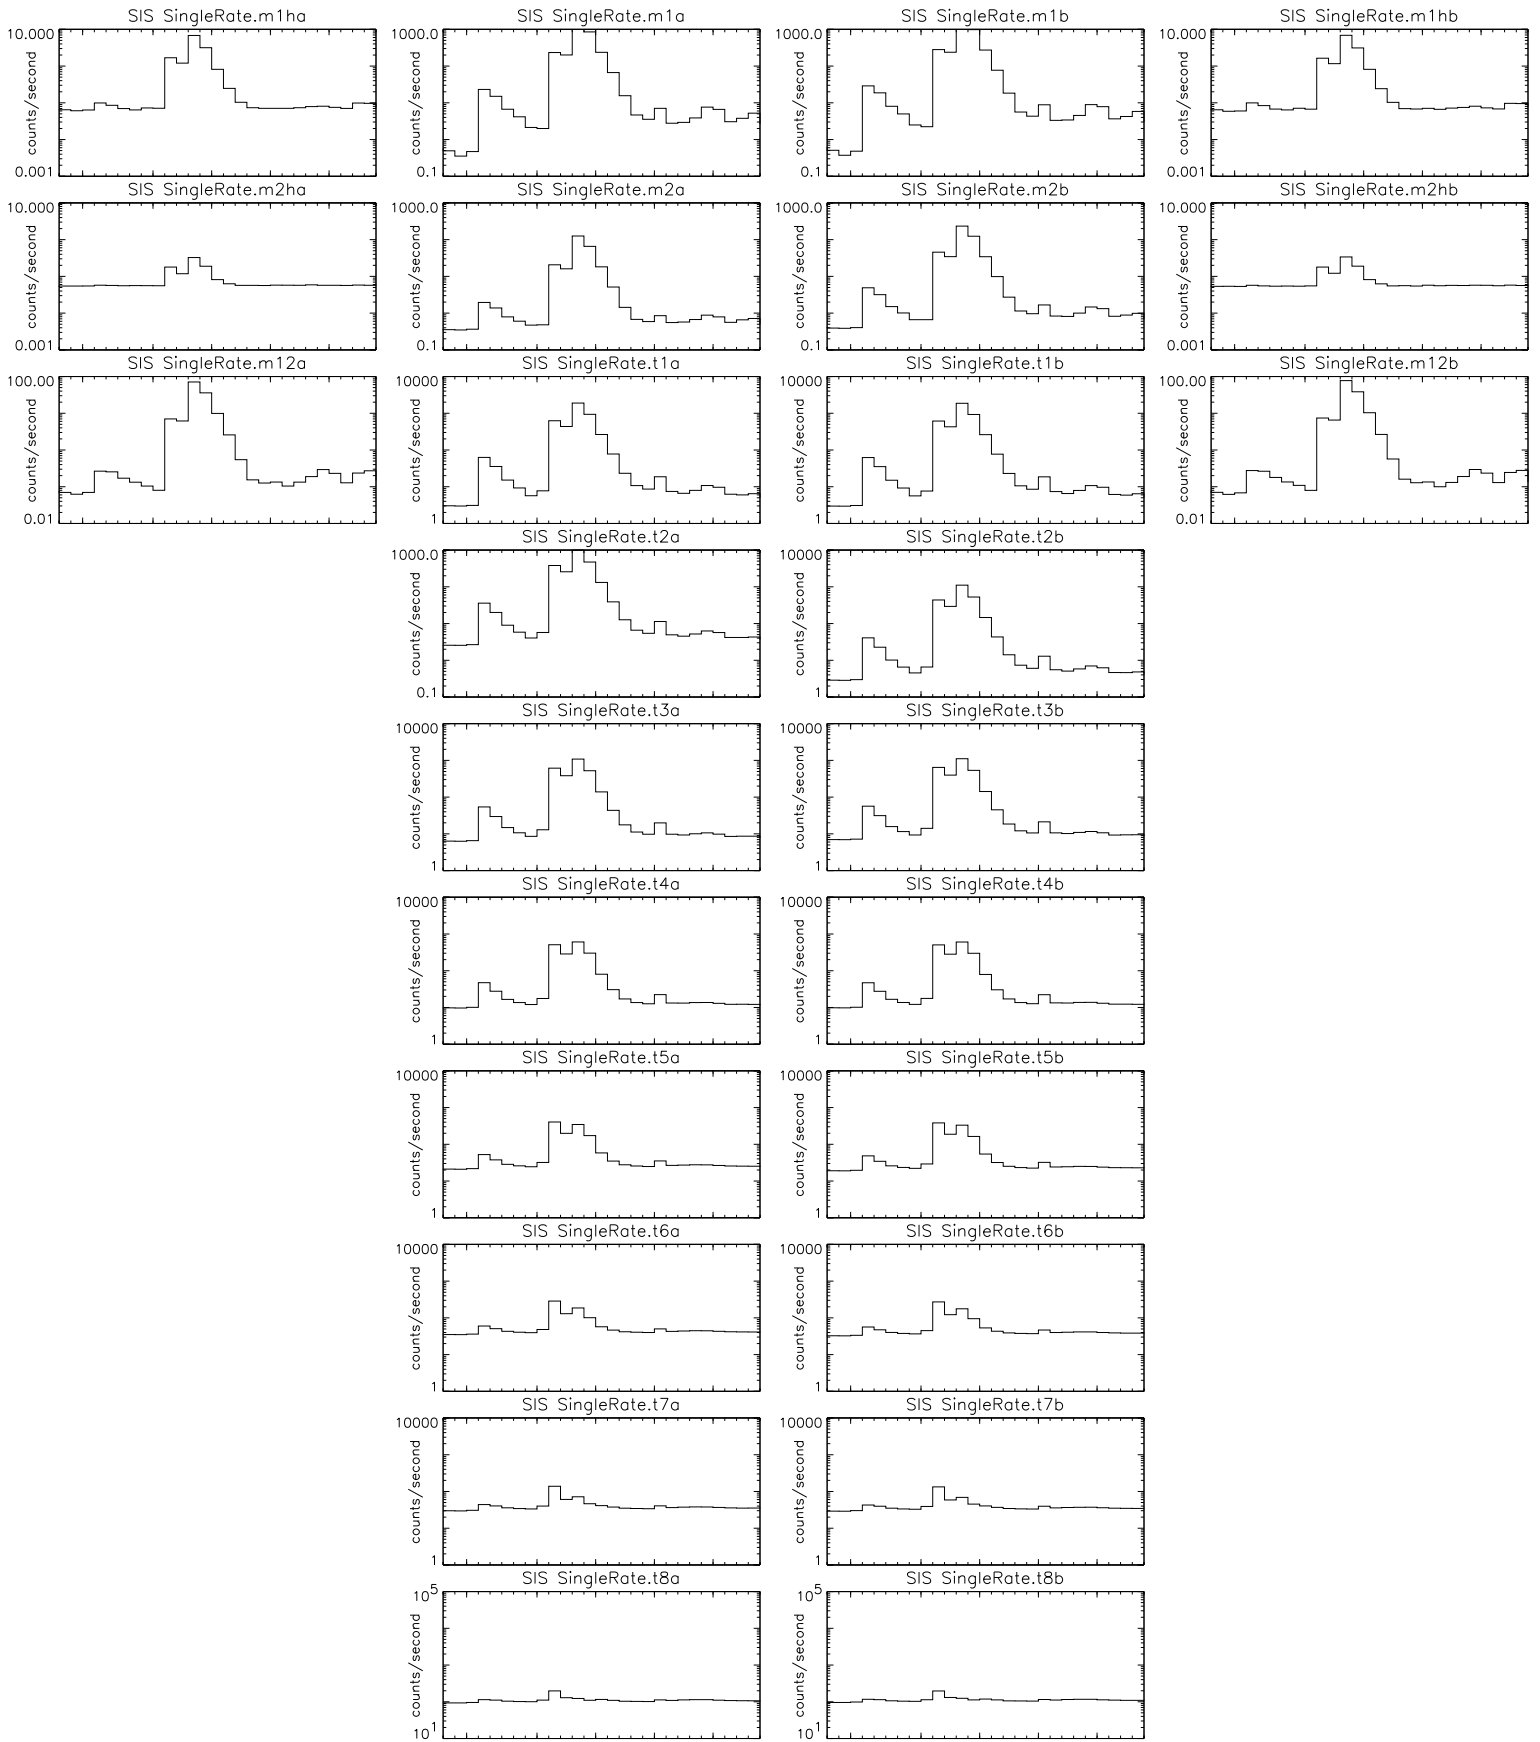 SIS SingleRate.m1ha
10.000
counts/second
0.001
SIS SingleRate.m1a
1000.0
counts/second
0.1
SIS SingleRate.m1b
1000.0
counts/second
0.1
SIS SingleRate.m1hb
10.000
counts/second
0.001
SIS SingleRate.m2ha
10.000
counts/second
0.001
SIS SingleRate.m2a
1000.0
counts/second
0.1
SIS SingleRate.m2b
1000.0
counts/second
0.1
SIS SingleRate.m2hb
10.000
counts/second
0.001
SIS SingleRate.m12a
100.00
counts/second
0.01
SIS SingleRate.t1a
10000
counts/second
1
SIS SingleRate.t1b
10000
counts/second
1
SIS SingleRate.m12b
100.00
counts/second
0.01
SIS SingleRate.t2a
1000.0
counts/second
0.1
SIS SingleRate.t2b
10000
counts/second
1
SIS SingleRate.t3a
10000
counts/second
1
SIS SingleRate.t3b
10000
counts/second
1
SIS SingleRate.t4a
10000
counts/second
1
SIS SingleRate.t4b
10000
counts/second
1
SIS SingleRate.t5a
10000
counts/second
1
SIS SingleRate.t5b
10000
counts/second
1
SIS SingleRate.t6a
10000
counts/second
1
SIS SingleRate.t6b
10000
counts/second
1
SIS SingleRate.t7a
10000
counts/second
1
SIS SingleRate.t7b
10000
counts/second
1
SIS SingleRate.t8a
10⁵
counts/second
10¹
SIS SingleRate.t8b
10⁵
counts/second
10¹